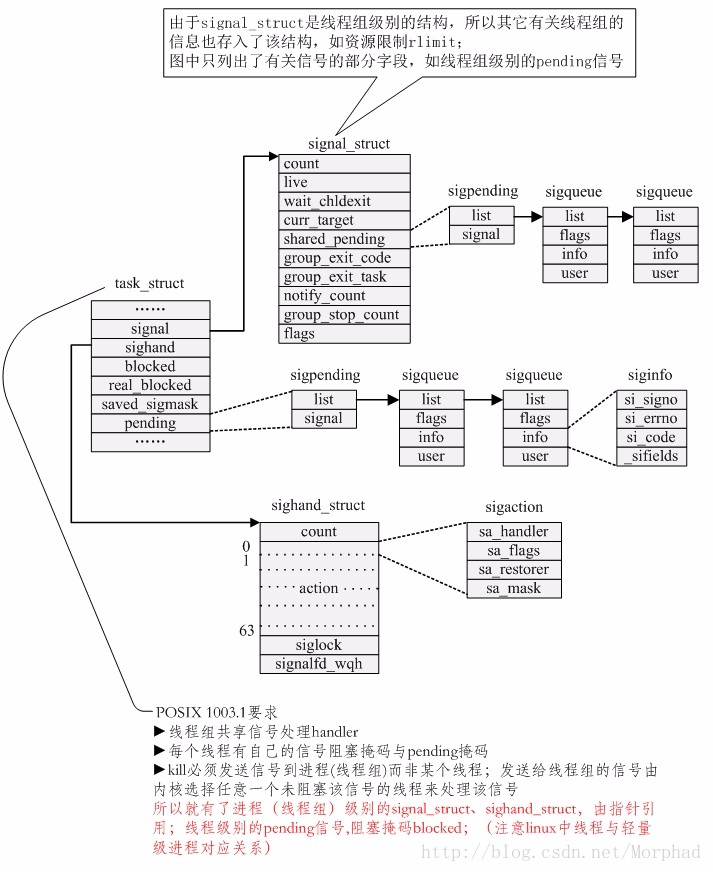 由于signal_struct是线程组级别的结构，所以其它有关线程组的
信息也存入了该结构，如资源限制rlimit；
图中只列出了有关信号的部分字段，如线程组级别的pending信号
signal_struct
count
live
wait_chldexit
curr_target
shared_pending
group_exit_code
group_exit_task
notify_count
group_stop_count
flags
sigpending
list
signal
sigqueue
list
flags
info
user
sigqueue
list
flags
info
user
task_struct
······
signal
sighand
blocked
real_blocked
saved_sigmask
pending
······
sigpending
list
signal
sigqueue
list
flags
info
user
sigqueue
list
flags
info
user
siginfo
si_signo
si_errno
si_code
_sifields
sighand_struct
count
0
1
action
63
siglock
signalfd_wqh
sigaction
sa_handler
sa_flags
sa_restorer
sa_mask
POSIX 1003.1要求
▶线程组共享信号处理handler
▶每个线程有自己的信号阻塞掩码与pending掩码
▶kill必须发送信号到进程(线程组)而非某个线程；发送给线程组的信号由
内核选择任意一个未阻塞该信号的线程来处理该信号
所以就有了进程（线程组）级别的signal_struct、sighand_struct，由指针引
用；线程级别的pending信号,阻塞掩码blocked；（注意linux中线程与轻量
级进程对应关系）
http://blog.csdn.net/Morphad